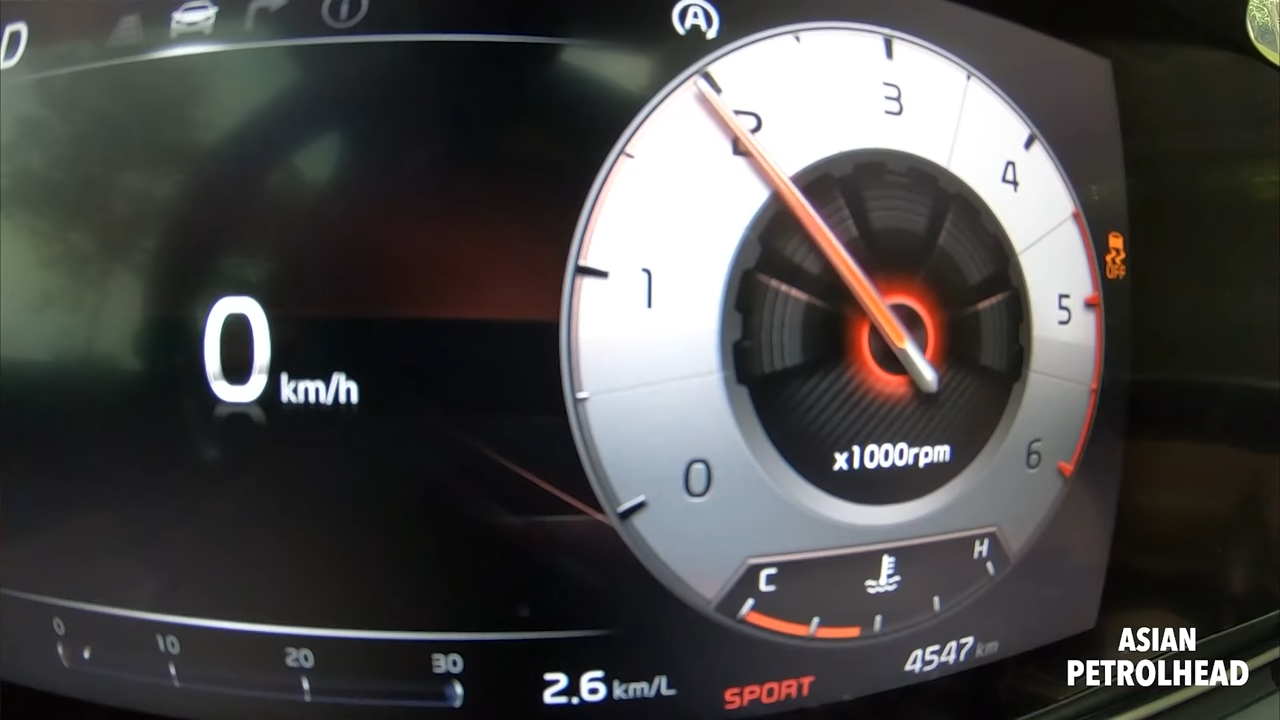 D
A
0
km/h
0
1
2
3
4
5
6
x1000rpm
OFF
C
H
0
10
20
30
2.6 km/L
SPORT
4547 km
ASIAN
PETROLHEAD